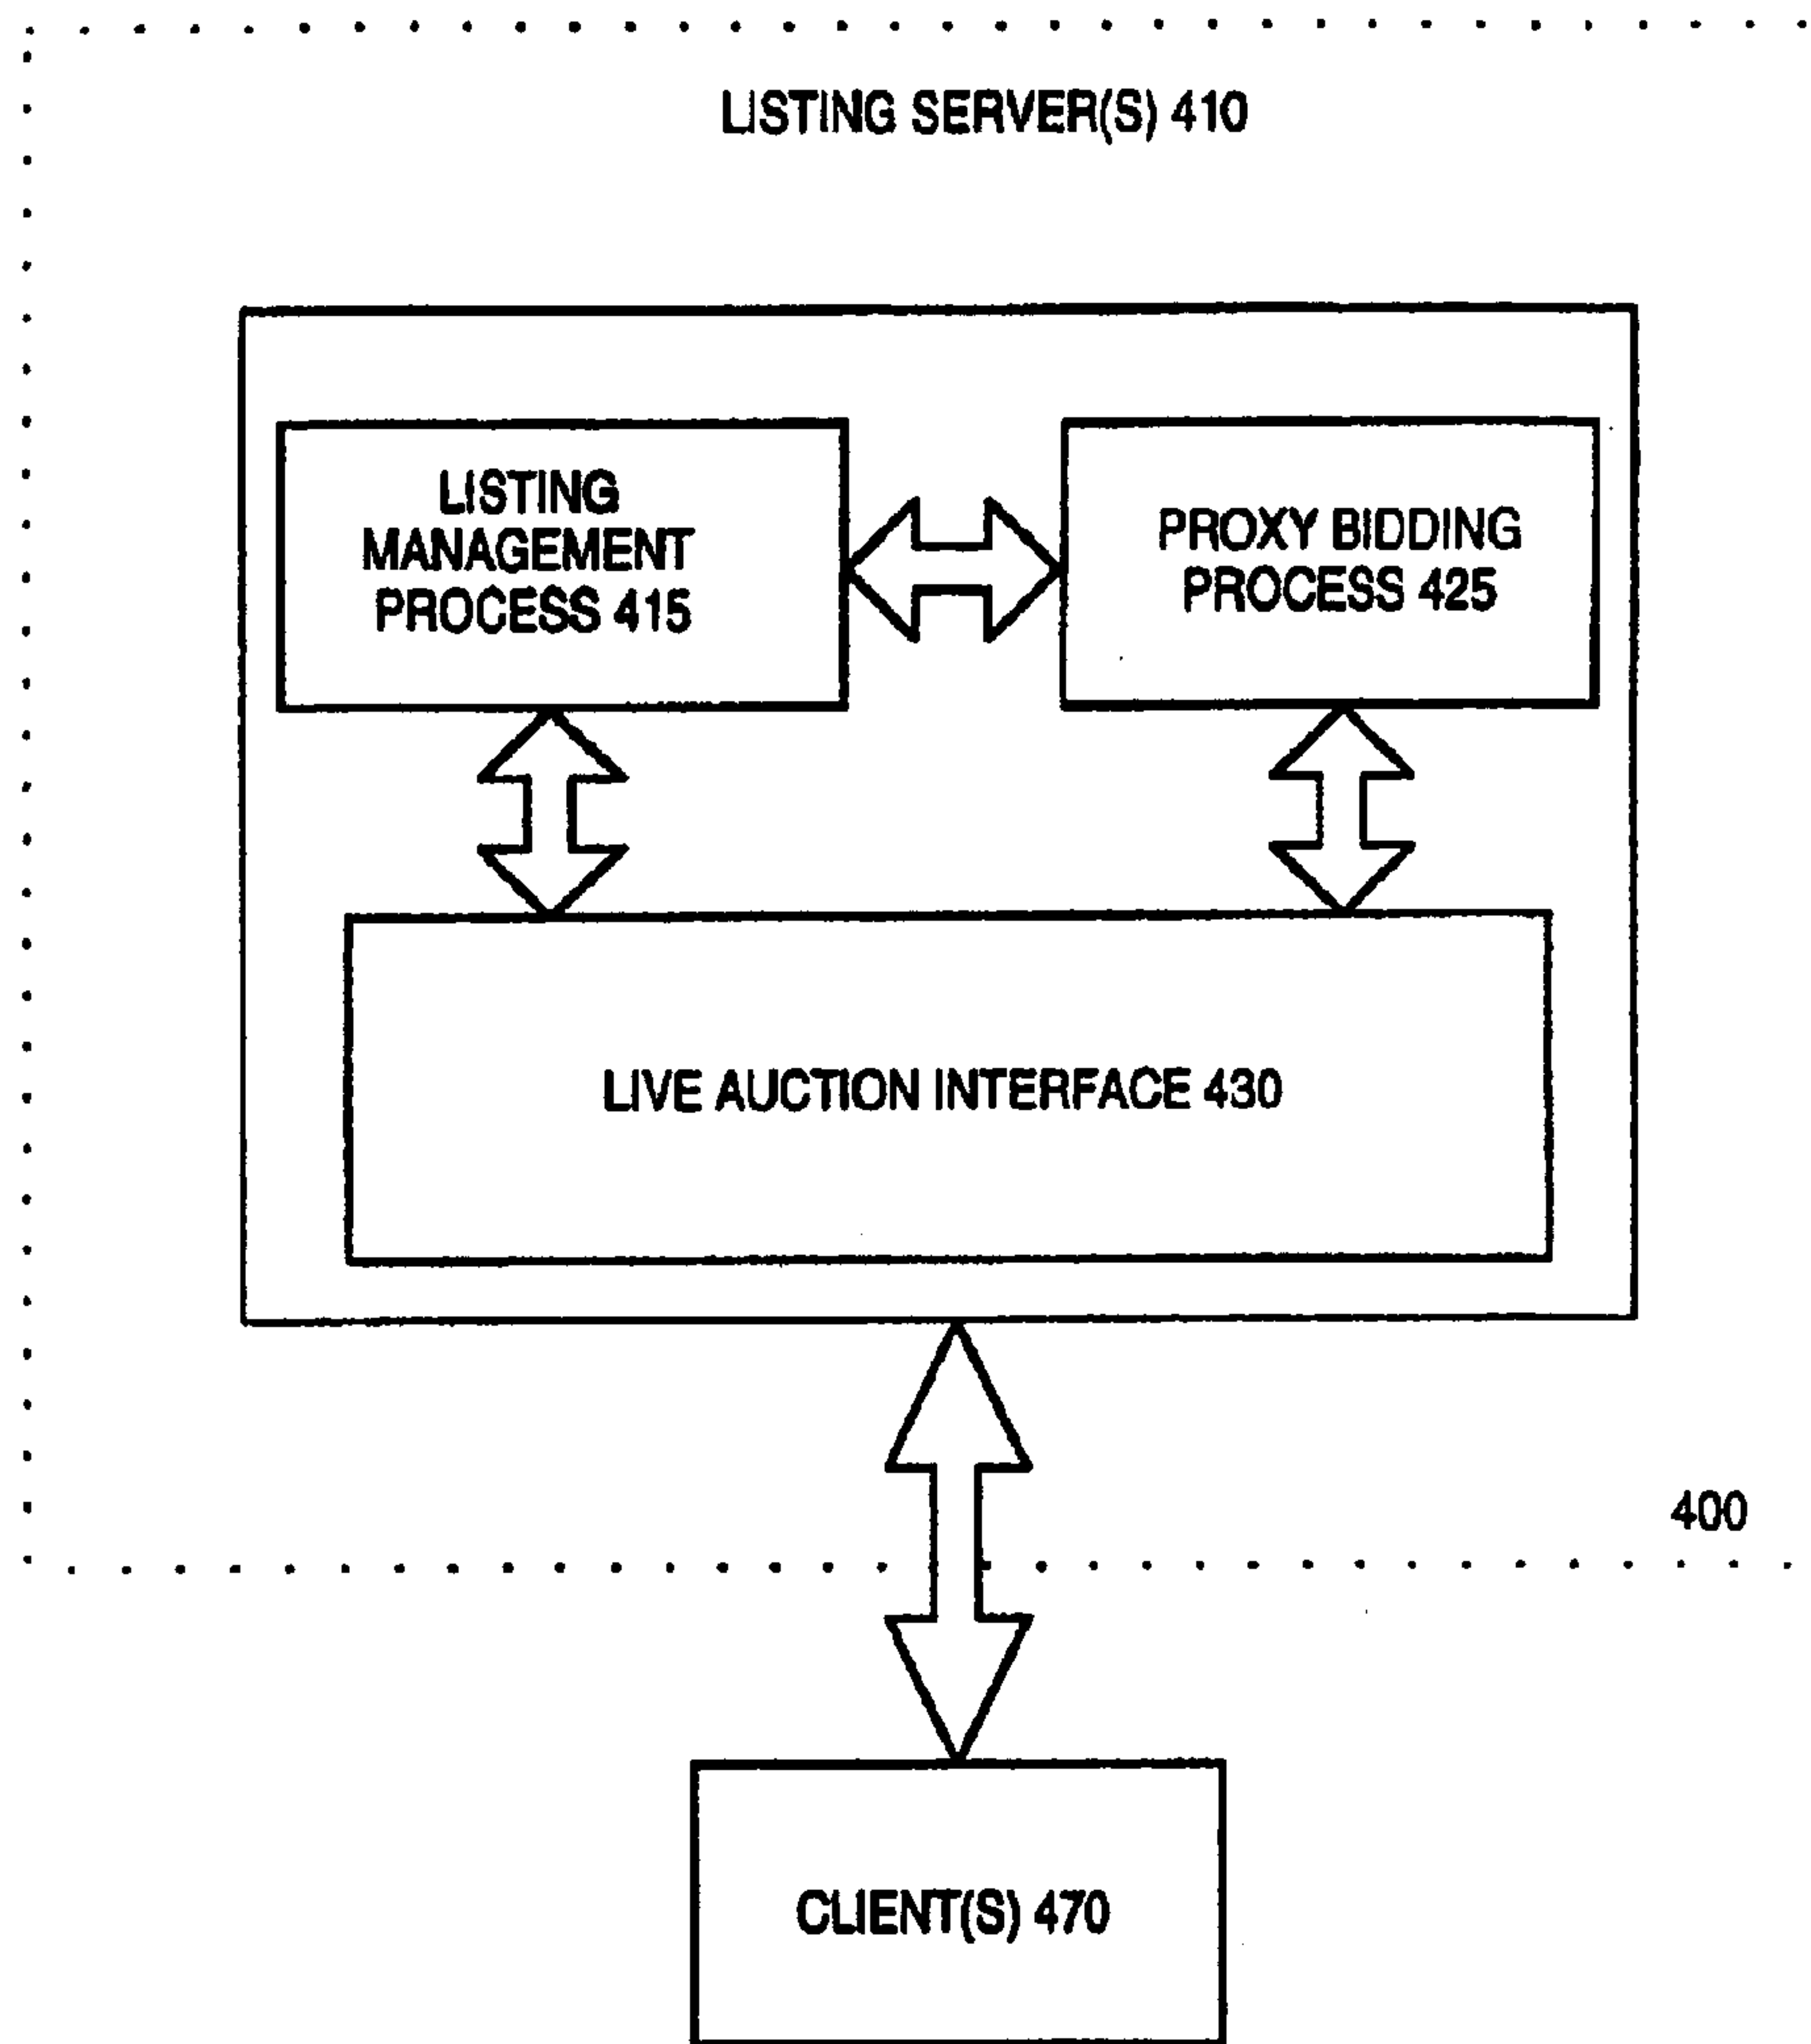 LISTING SERVER(S) 410
LISTING
MANAGEMENT
PROCESS 415
PROXY BIDDING
PROCESS 425
LIVE AUCTION INTERFACE 430
400
CLIENT(S) 470